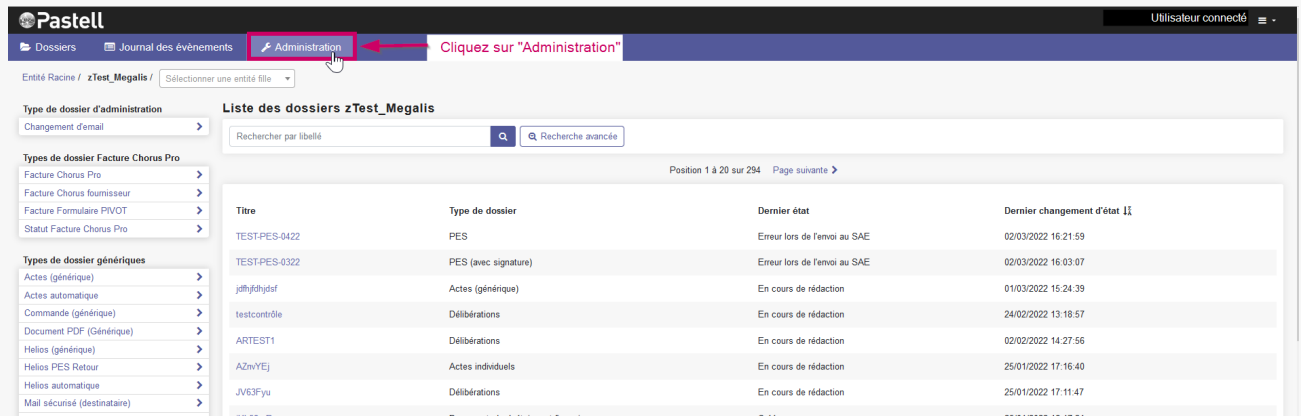 Pastell
Utilisateur connecté
Dossiers Journal des évènements Administration Cliquez sur "Administration"
Entité Racine / zTest_Megalis / Sélectionner une entité fille
Type de dossier d'administration
Changement d'email
Types de dossier Facture Chorus Pro
Facture Chorus Pro
Facture Chorus fournisseur
Facture Formulaire PIVOT
Statut Facture Chorus Pro
Types de dossier génériques
Actes (générique)
Actes automatique
Commande (générique)
Document PDF (Générique)
Helios (générique)
Helios PES Retour
Helios automatique
Mail sécurisé (destinataire)
Liste des dossiers zTest_Megalis
Rechercher par libellé Recherche avancée
Position 1 à 20 sur 294 Page suivante
Titre Type de dossier Dernier état Dernier changement d'état
TEST-PES-0422 PES Erreur lors de l'envoi au SAE 02/03/2022 16:21:59
TEST-PES-0322 PES (avec signature) Erreur lors de l'envoi au SAE 02/03/2022 16:03:07
jdfhjfdhjdsf Actes (générique) En cours de rédaction 01/03/2022 15:24:39
testcontrôle Délibérations En cours de rédaction 24/02/2022 13:18:57
ARTEST1 Délibérations En cours de rédaction 02/02/2022 14:27:56
AZnvYEj Actes individuels En cours de rédaction 25/01/2022 17:16:40
JV63Fyu Délibérations En cours de rédaction 25/01/2022 17:11:47